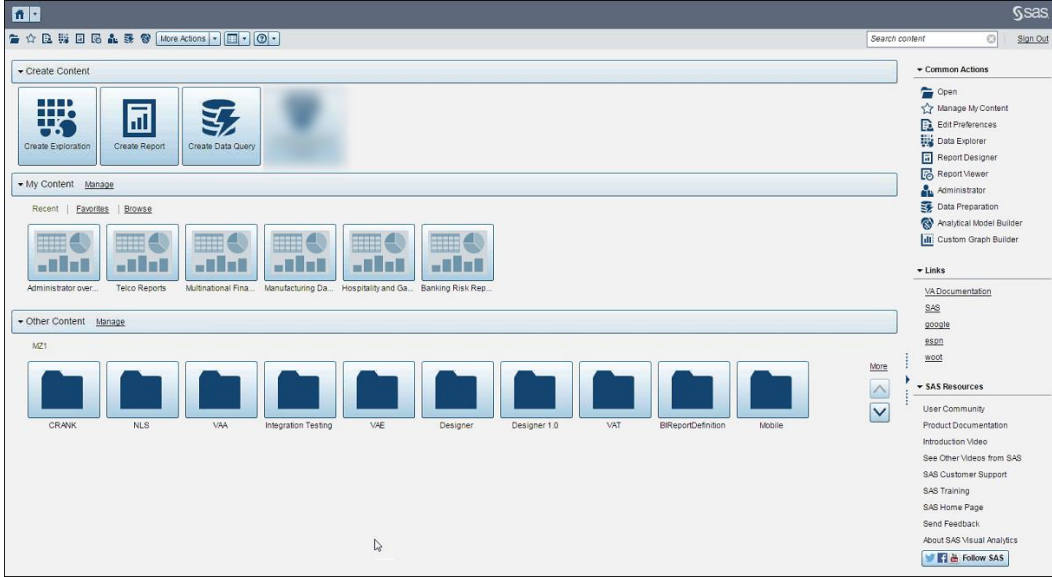 sas
More Actions
Search content
Sign Out
Create Content
Create Exploration
Create Report
Create Data Query
My Content Manage
Recent | Favorites | Browse
Administrator over...
Telco Reports
Multinational Fina...
Manufacturing Da...
Hospitality and Ga...
Banking Risk Rep...
Other Content Manage
MZ1
More
CRANK
NLS
VAA
Integration Testing
VAE
Designer
Designer 1.0
VAT
BIReportDefinition
Mobile
Common Actions
Open
Manage My Content
Edit Preferences
Data Explorer
Report Designer
Report Viewer
Administrator
Data Preparation
Analytical Model Builder
Custom Graph Builder
Links
VA Documentation
SAS
google
espn
woot
SAS Resources
User Community
Product Documentation
Introduction Video
See Other Videos from SAS
SAS Customer Support
SAS Training
SAS Home Page
Send Feedback
About SAS Visual Analytics
Follow SAS